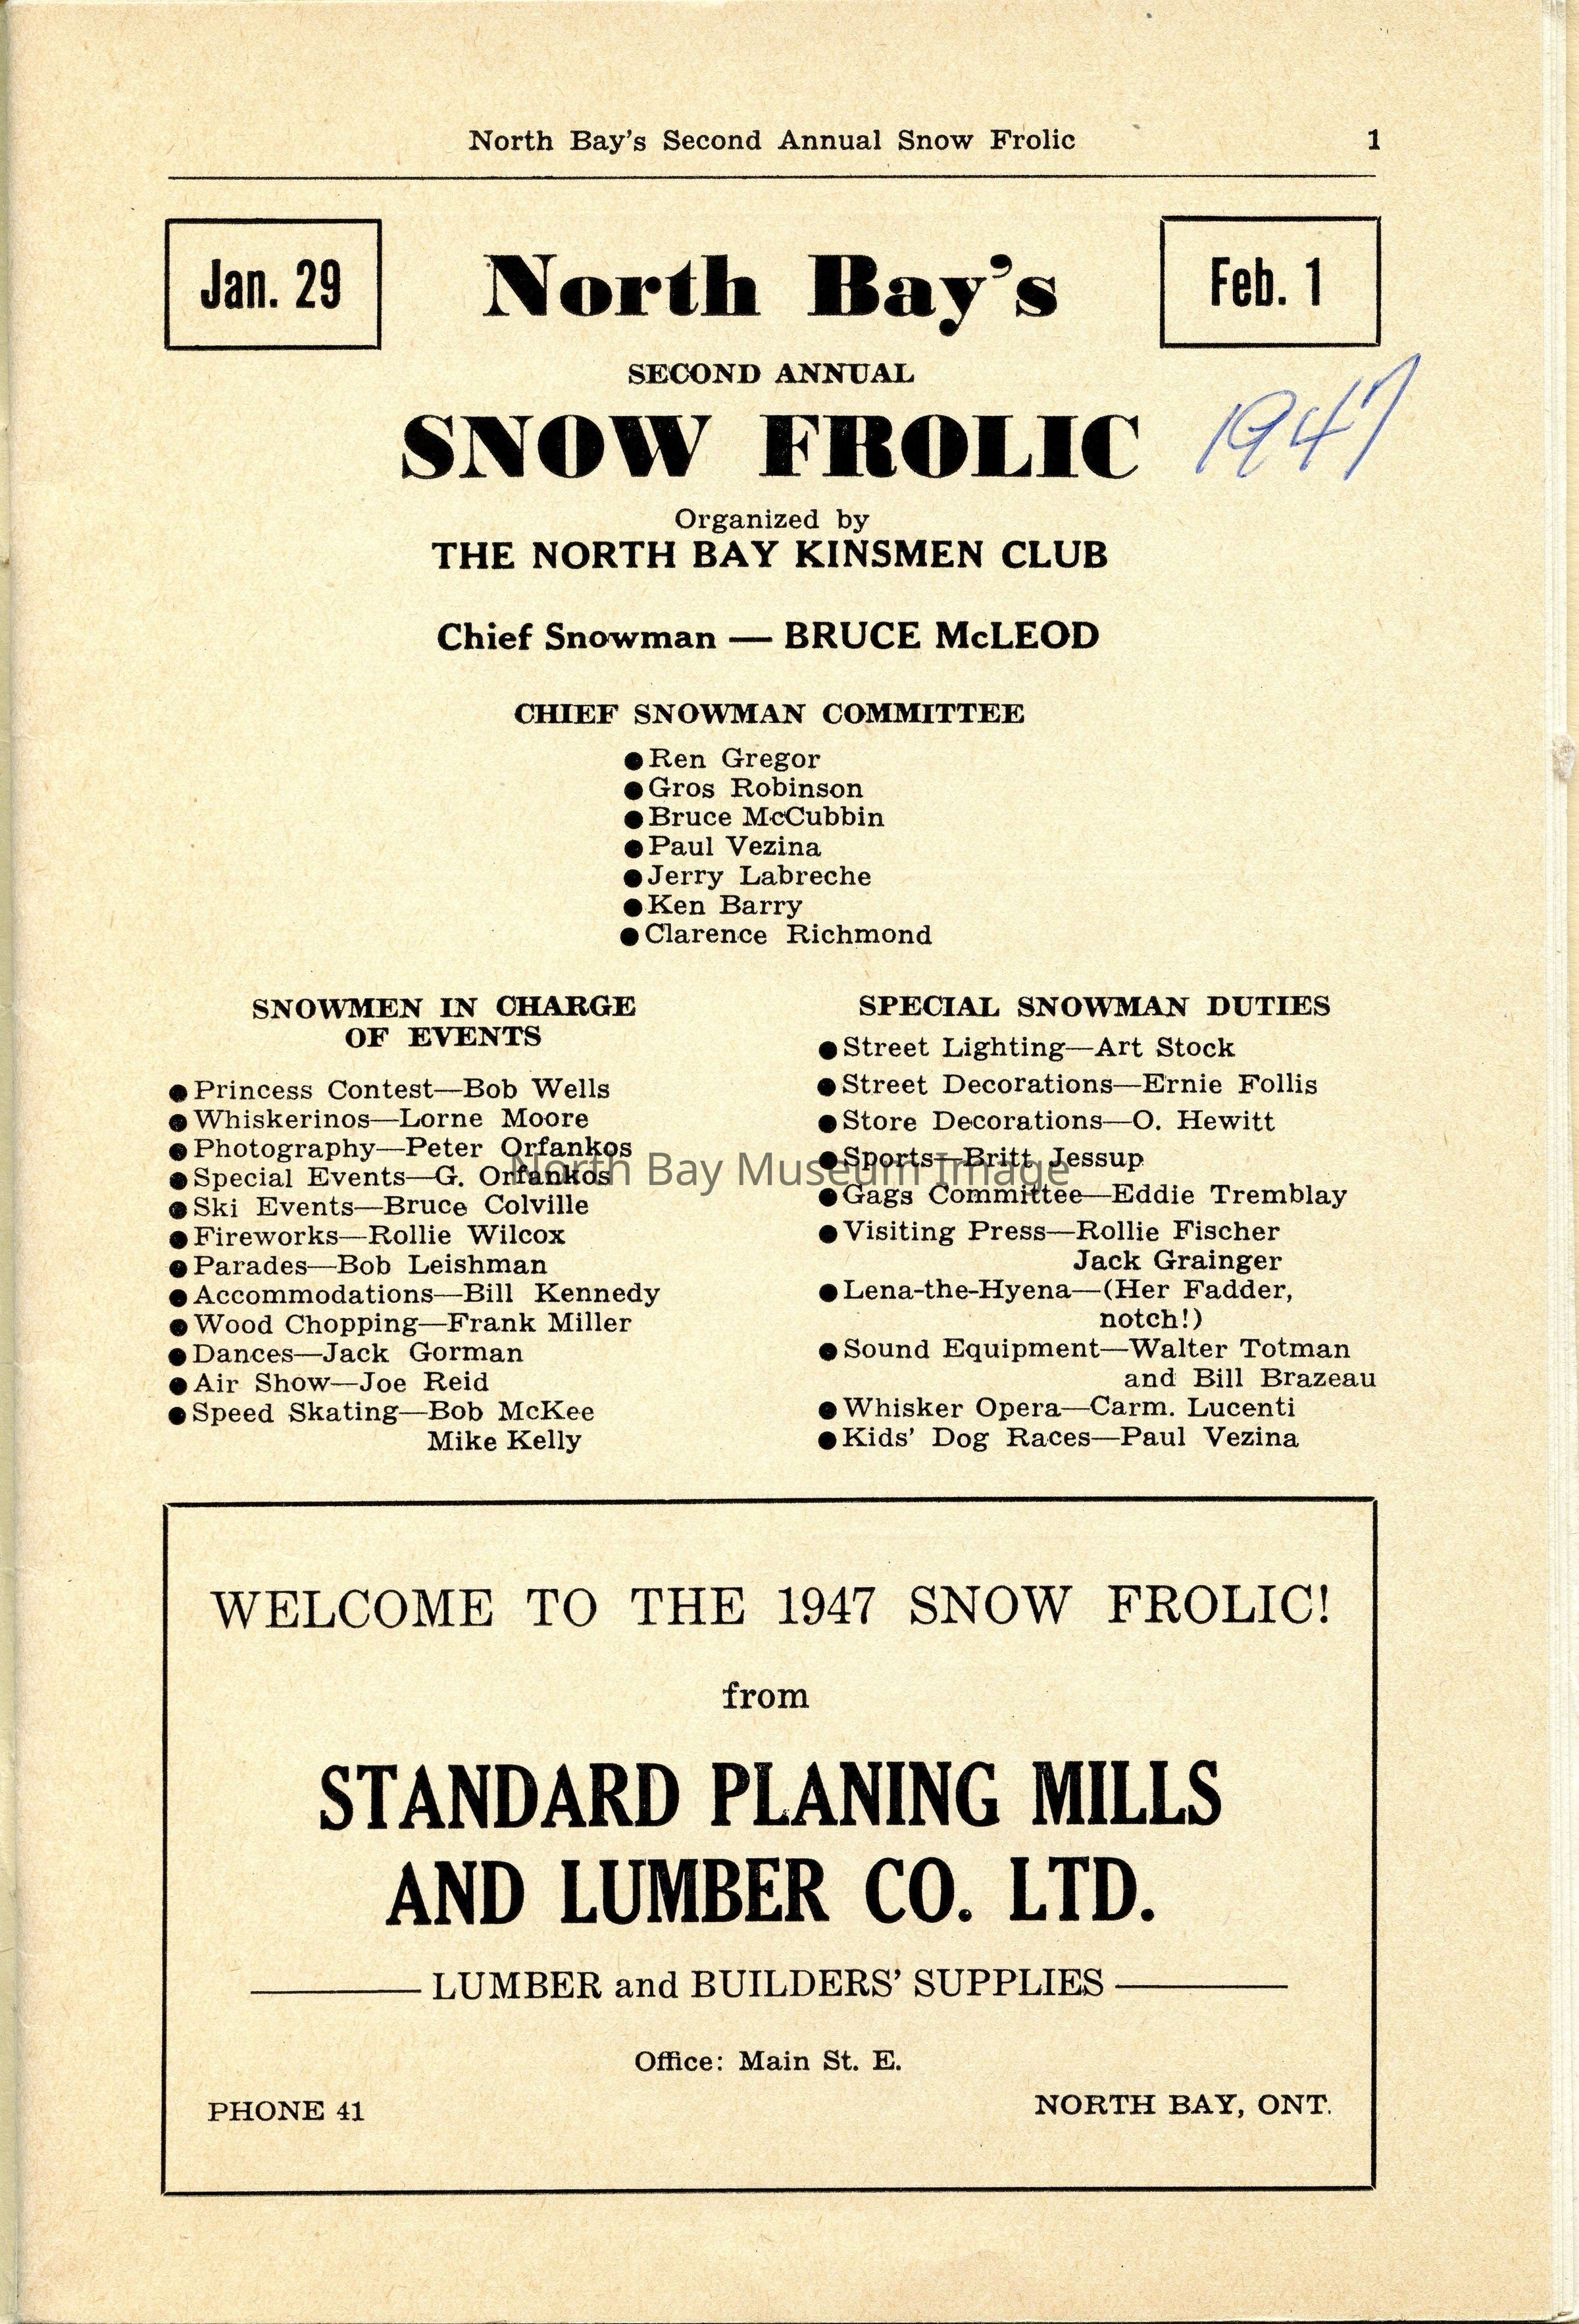 North Bay's Second Annual Snow Frolic 1
Jan. 29
North Bay's
Feb. 1
SECOND ANNUAL
SNOW FROLIC
1947
Organized by
THE NORTH BAY KINSMEN CLUB
Chief Snowman — BRUCE McLEOD
CHIEF SNOWMAN COMMITTEE
● Ren Gregor
● Gros Robinson
● Bruce McCubbin
● Paul Vezina
● Jerry Labreche
● Ken Barry
● Clarence Richmond
SNOWMEN IN CHARGE
OF EVENTS
● Princess Contest—Bob Wells
● Whiskerinos—Lorne Moore
● Photography—Peter Orfankos
● Special Events—G. Orfankos
● Ski Events—Bruce Colville
● Fireworks—Rollie Wilcox
● Parades—Bob Leishman
● Accommodations—Bill Kennedy
● Wood Chopping—Frank Miller
● Dances—Jack Gorman
● Air Show—Joe Reid
● Speed Skating—Bob McKee
Mike Kelly
SPECIAL SNOWMAN DUTIES
● Street Lighting—Art Stock
● Street Decorations—Ernie Follis
● Store Decorations—O. Hewitt
● Sports—Britt Jessup
● Gags Committee—Eddie Tremblay
● Visiting Press—Rollie Fischer
Jack Grainger
● Lena-the-Hyena—(Her Fadder,
notch!)
● Sound Equipment—Walter Totman
and Bill Brazeau
● Whisker Opera—Carm. Lucenti
● Kids' Dog Races—Paul Vezina
North Bay Museum Image
WELCOME TO THE 1947 SNOW FROLIC!
from
STANDARD PLANING MILLS
AND LUMBER CO. LTD.
LUMBER and BUILDERS' SUPPLIES
Office: Main St. E.
PHONE 41
NORTH BAY, ONT.